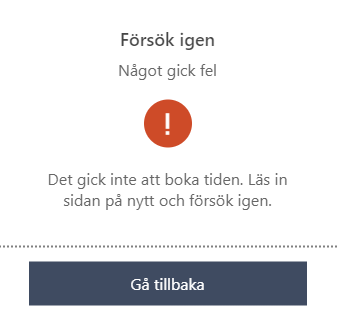 Försök igen
Något gick fel
!
Det gick inte att boka tiden. Läs in
sidan på nytt och försök igen.
Gå tillbaka